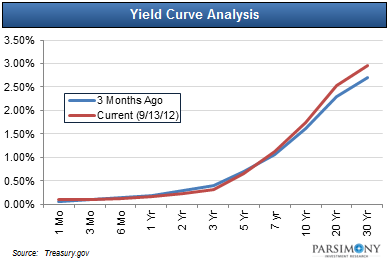 Yield Curve Analysis
3.50%
3.00%
2.50%
2.00%
1.50%
1.00%
0.50%
0.00%
3 Months Ago
Current (9/13/12)
1 Mo
3 Mo
6 Mo
1 Yr
2 Yr
3 Yr
5 Yr
7 yr
10 Yr
20 Yr
30 Yr
Source: Treasury.gov
PARSIMONY
INVESTMENT RESEARCH